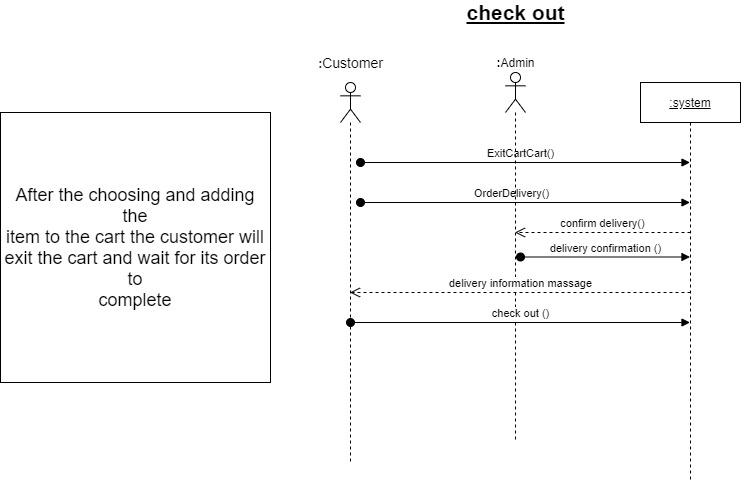 check out
:Customer
:Admin
:system
ExitCartCart()
OrderDelivery()
confirm delivery()
delivery confirmation ()
delivery information massage
check out ()
After the choosing and adding
the
item to the cart the customer will
exit the cart and wait for its order
to
complete